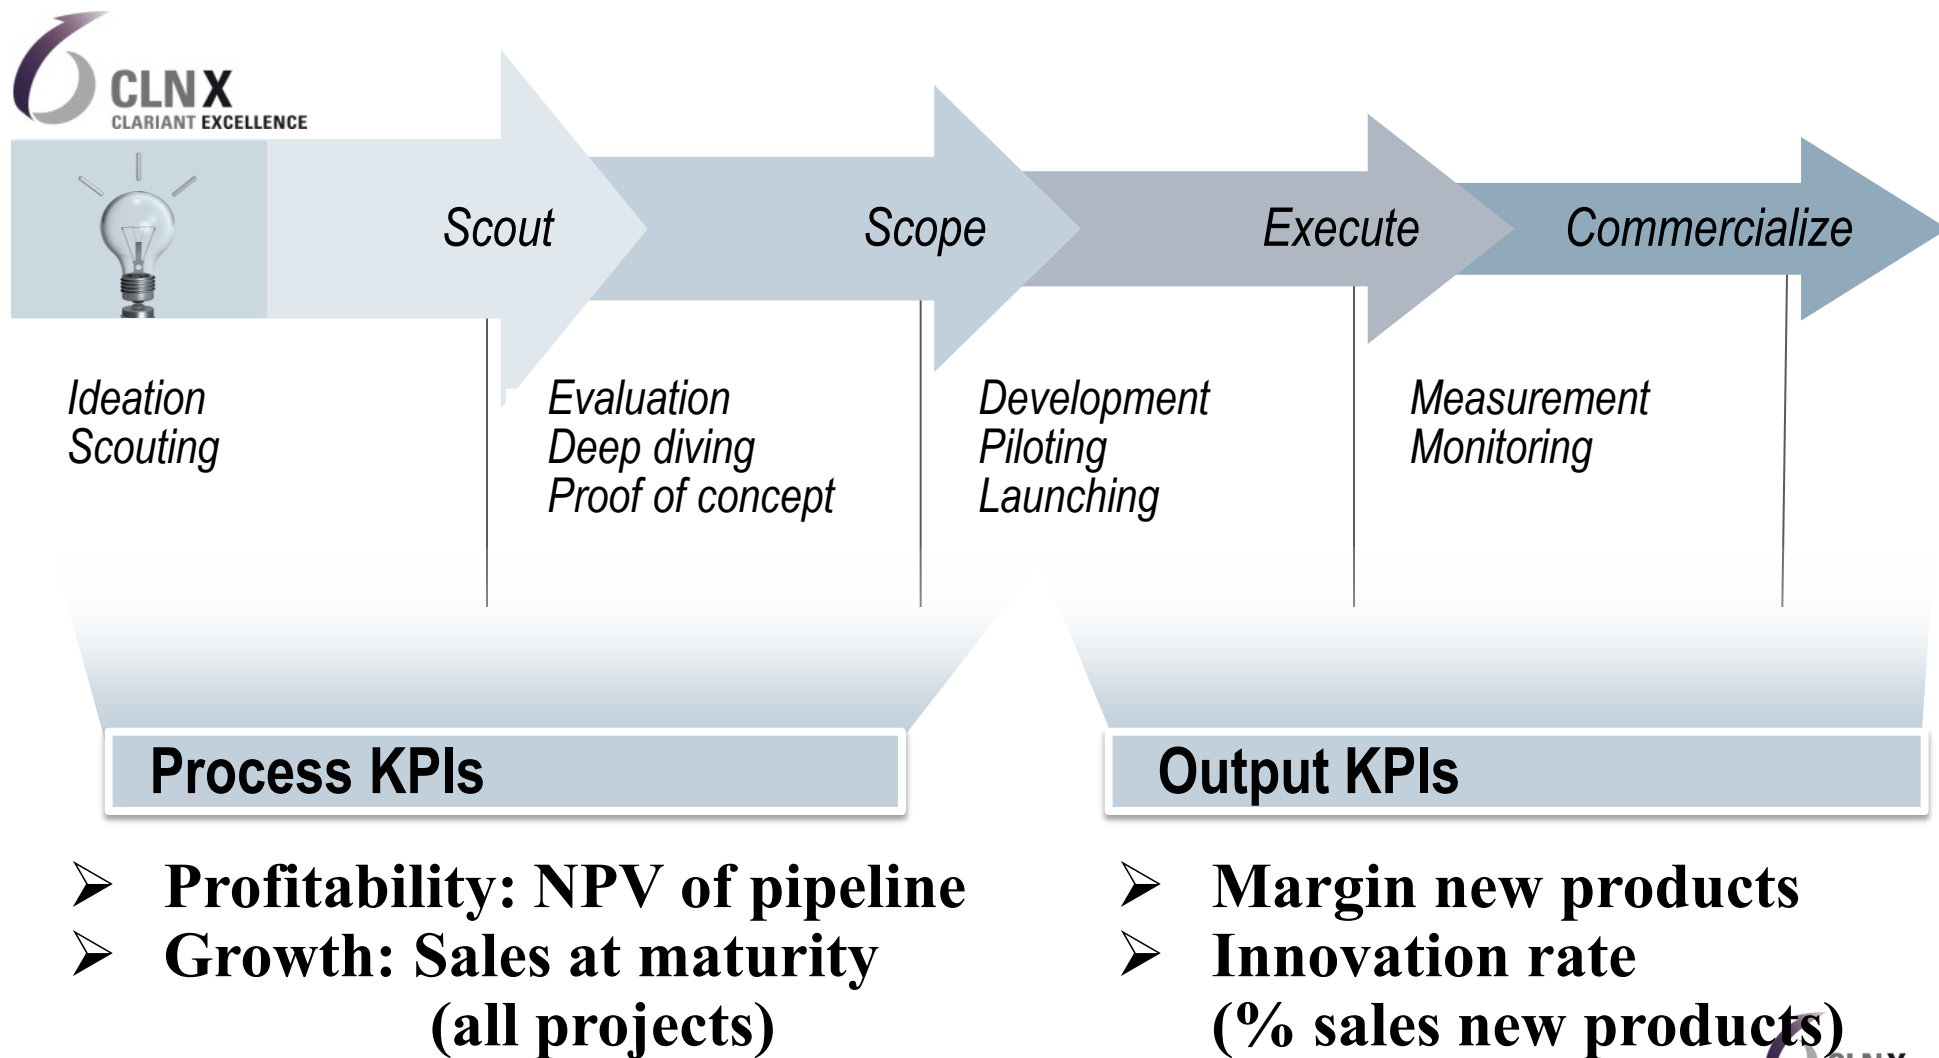 CLNX
CLARIANT EXCELLENCE
Scout
Scope
Execute
Commercialize
Ideation
Scouting
Evaluation
Deep diving
Proof of concept
Development
Piloting
Launching
Measurement
Monitoring
Process KPIs
Output KPIs
➢ Profitability: NPV of pipeline
➢ Growth: Sales at maturity
(all projects)
➢ Margin new products
➢ Innovation rate
(% sales new products)